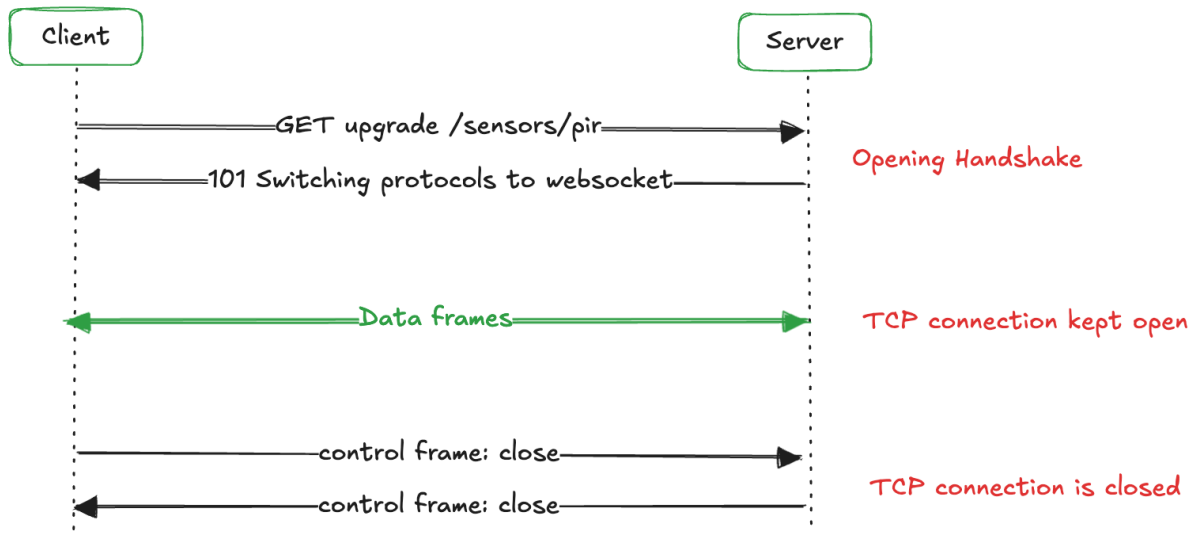 Client
Server
GET upgrade /sensors/pir
Opening Handshake
101 Switching protocols to websocket
Data frames
TCP connection kept open
control frame: close
TCP connection is closed
control frame: close